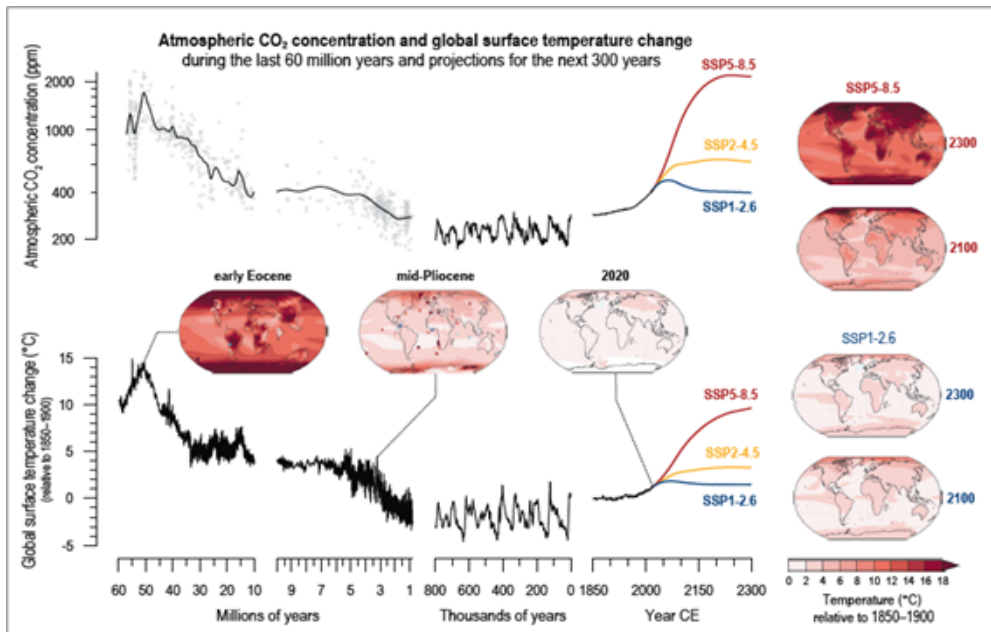 Atmospheric CO₂ concentration and global surface temperature change
during the last 60 million years and projections for the next 300 years
Atmospheric CO₂ concentration (ppm)
2000
1000
400
200
SSP5-8.5
SSP2-4.5
SSP1-2.6
SSP5-8.5
2300
2100
early Eocene
mid-Pliocene
2020
Global surface temperature change (°C)
(relative to 1850–1900)
15
10
5
0
-5
SSP5-8.5
SSP2-4.5
SSP1-2.6
SSP1-2.6
2300
2100
60 50 40 30 20 10
9 7 5 3 1
800 600 400 200 0
1850 2000 2150 2300
Millions of years
Thousands of years
Year CE
0 2 4 6 8 10 12 14 16 18
Temperature (°C)
relative to 1850–1900